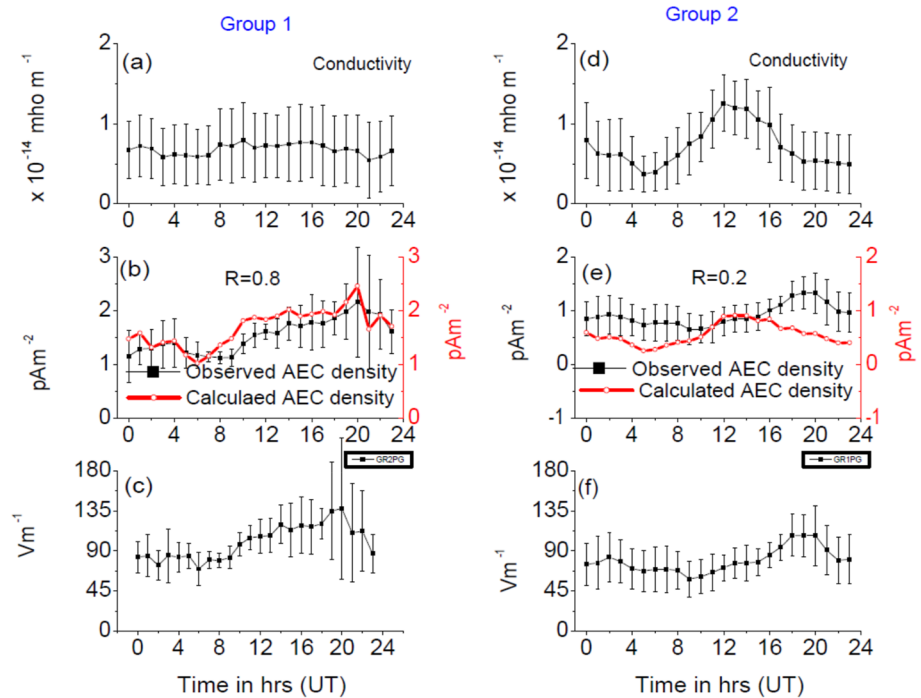 Group 1
(a)
Conductivity
x 10⁻¹⁴ mho m⁻¹
2
1
0
0 4 8 12 16 20 24
(b)
R=0.8
pAm⁻²
3
2
1
0
3
2
1
0
pAm⁻²
Observed AEC density
Calculaed AEC density
0 4 8 12 16 20 24
(c)
GR2PG
Vm⁻¹
180
135
90
45
0
0 4 8 12 16 20 24
Time in hrs (UT)
Group 2
(d)
Conductivity
x 10⁻¹⁴ mho m⁻¹
2
1
0
0 4 8 12 16 20 24
(e)
R=0.2
pAm⁻²
2
1
0
-1
2
1
0
-1
pAm⁻²
Observed AEC density
Calculated AEC density
0 4 8 12 16 20 24
(f)
GR1PG
Vm⁻¹
180
135
90
45
0
0 4 8 12 16 20 24
Time in hrs (UT)